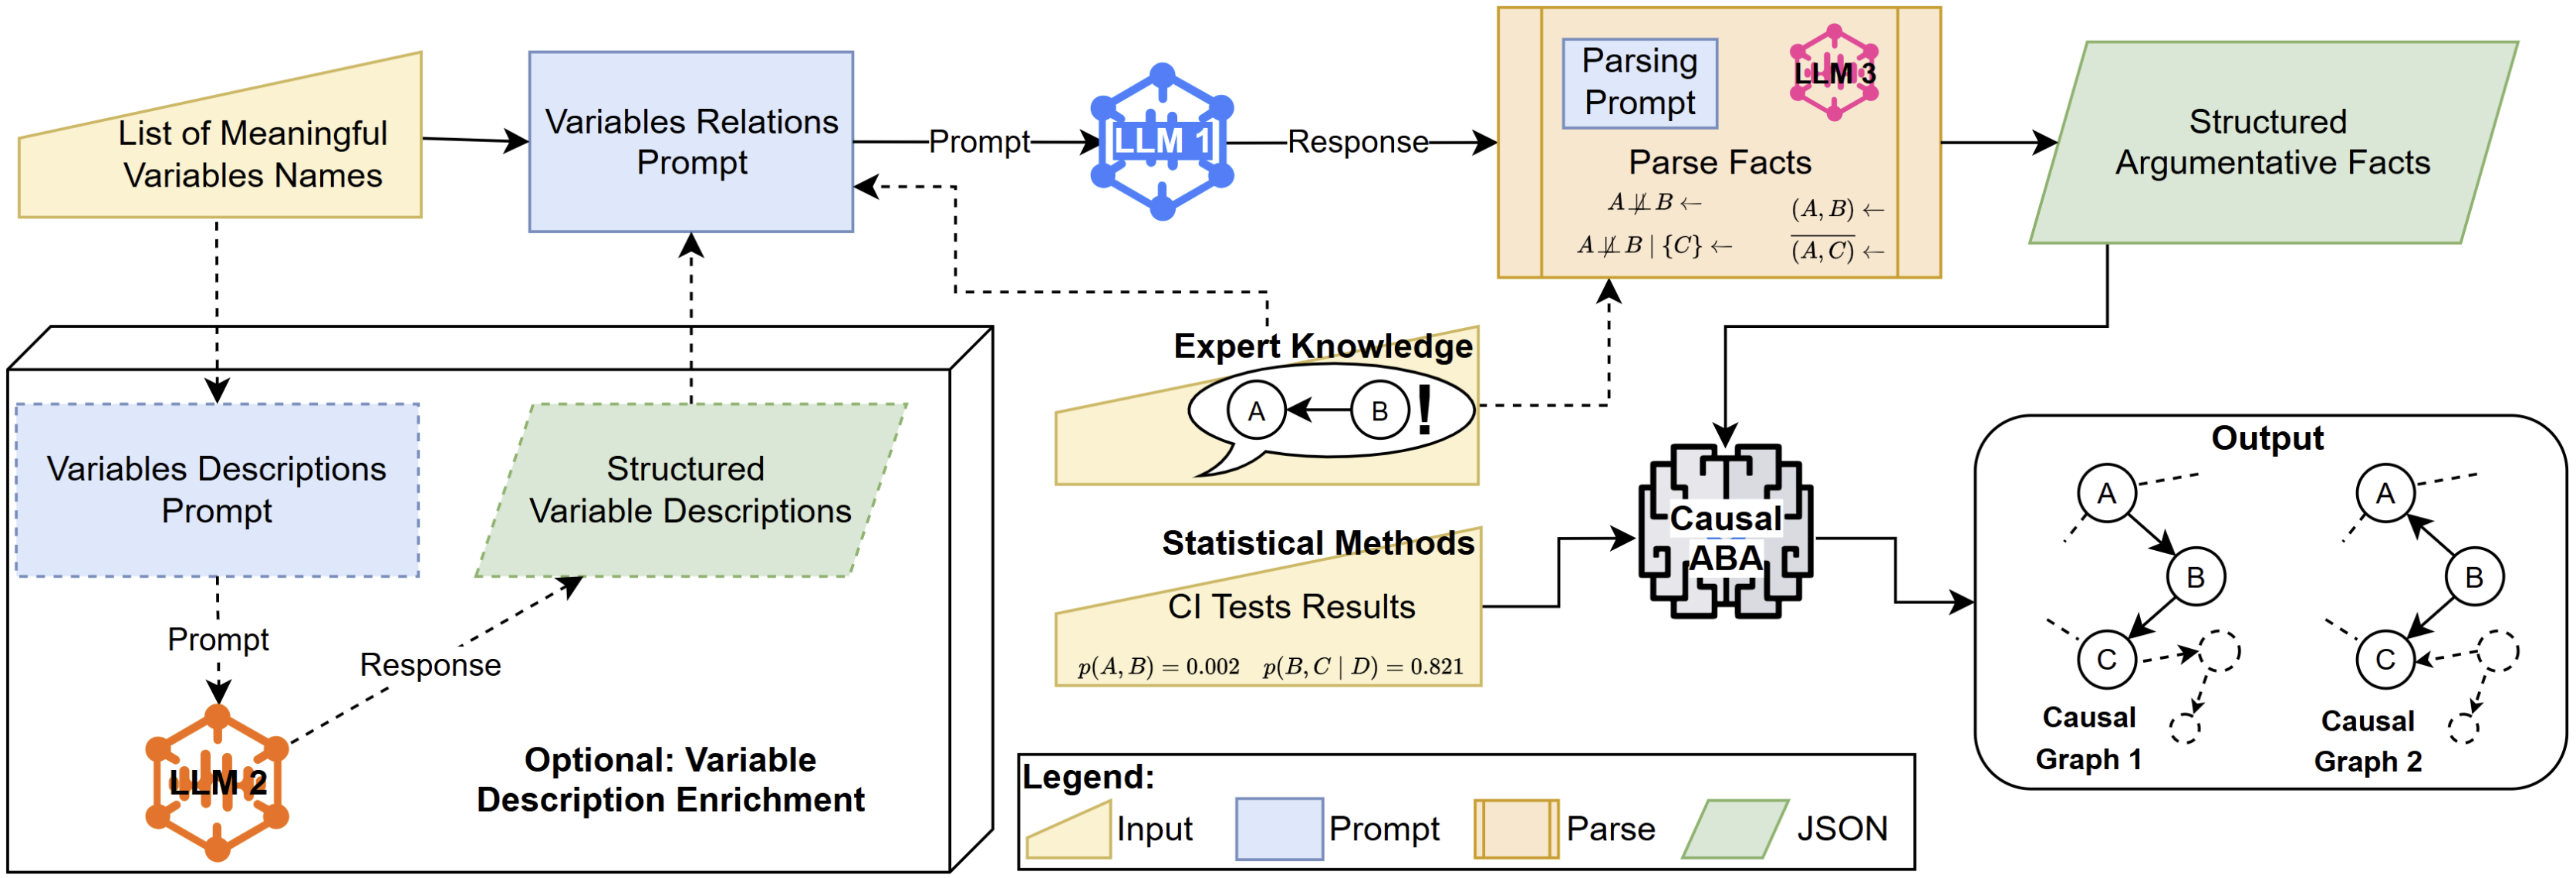 List of Meaningful
Variables Names
Variables Relations
Prompt
Prompt
LLM 1
Response
Parsing
Prompt
LLM 3
Parse Facts
A ⊥̸⊥ B ←
(A, B) ←
A ⊥̸⊥ B | {C} ←
\overline{(A, C)} ←
Structured
Argumentative Facts
Variables Descriptions
Prompt
Structured
Variable Descriptions
Prompt
Response
LLM 2
Optional: Variable
Description Enrichment
Expert Knowledge
A
B
!
Statistical Methods
CI Tests Results
p(A, B) = 0.002
p(B, C | D) = 0.821
Causal
ABA
Output
A
B
C
Causal
Graph 1
A
B
C
Causal
Graph 2
Legend:
Input
Prompt
Parse
JSON